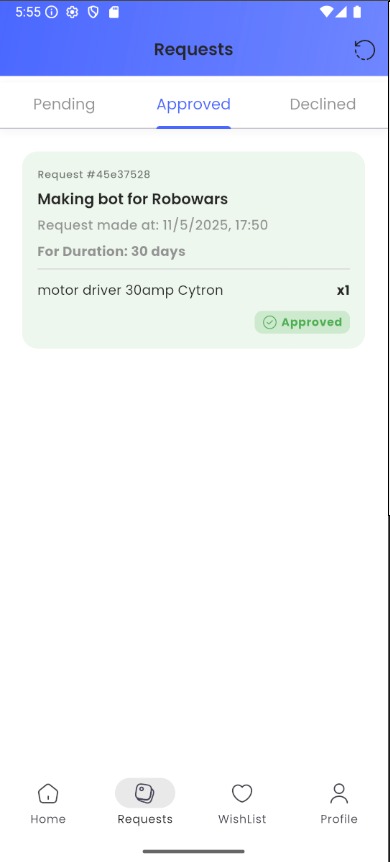 5:55
Requests
Pending Approved Declined
Request #45e37528
Making bot for Robowars
Request made at: 11/5/2025, 17:50
For Duration: 30 days
motor driver 30amp Cytron x1
Approved
Home Requests WishList Profile